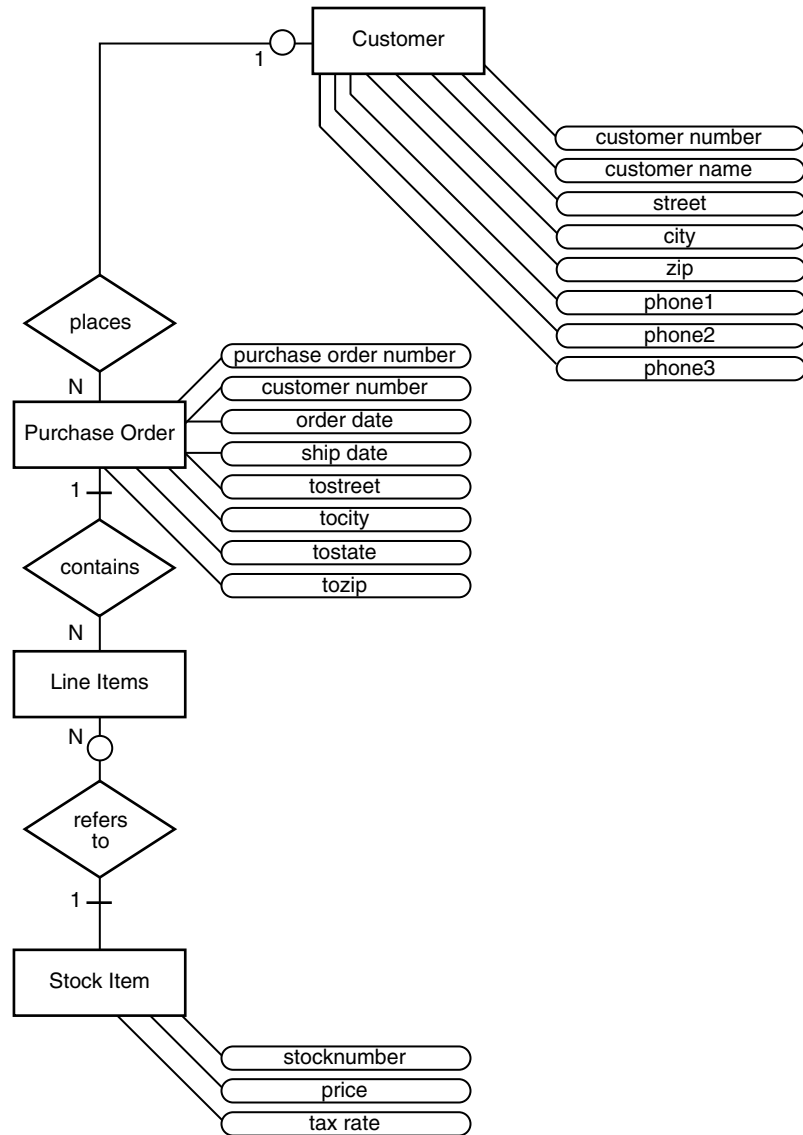 Customer
1
customer number
customer name
street
city
zip
phone1
phone2
phone3
places
N
purchase order number
customer number
order date
ship date
tostreet
tocity
tostate
tozip
Purchase Order
1
contains
N
Line Items
N
refers
to
1
Stock Item
stocknumber
price
tax rate